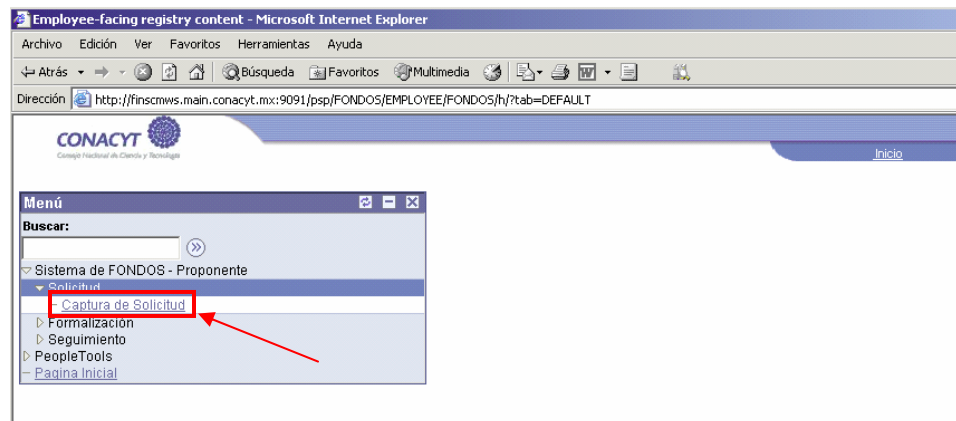 Employee-facing registry content - Microsoft Internet Explorer
Archivo Edición Ver Favoritos Herramientas Ayuda
Atrás Búsqueda Favoritos Multimedia
Dirección http://finscmws.main.conacyt.mx:9091/psp/FONDOS/EMPLOYEE/FONDOS/h/?tab=DEFAULT
CONACYT
Consejo Nacional de Ciencia y Tecnología
Inicio
Menú
Buscar:
Sistema de FONDOS - Proponente
Solicitud
Captura de Solicitud
Formalización
Seguimiento
PeopleTools
Pagina Inicial